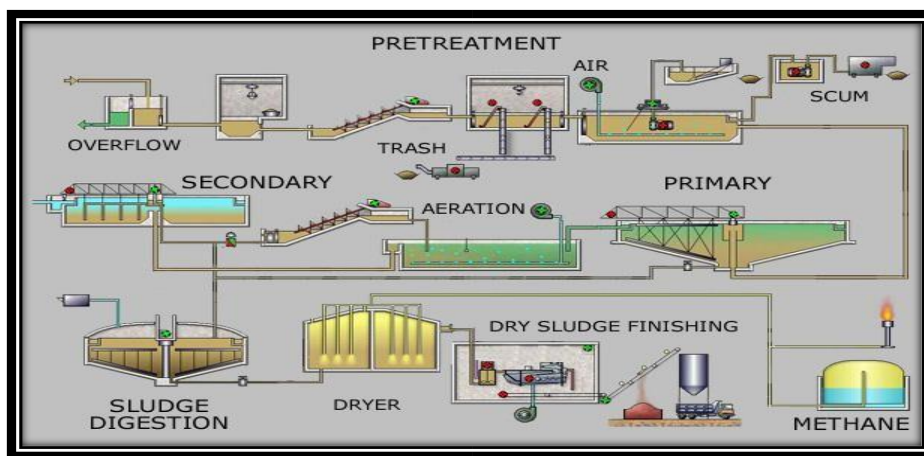 PRETREATMENT
AIR
SCUM
OVERFLOW
TRASH
SECONDARY
PRIMARY
AERATION
DRY SLUDGE FINISHING
SLUDGE
DIGESTION
DRYER
METHANE